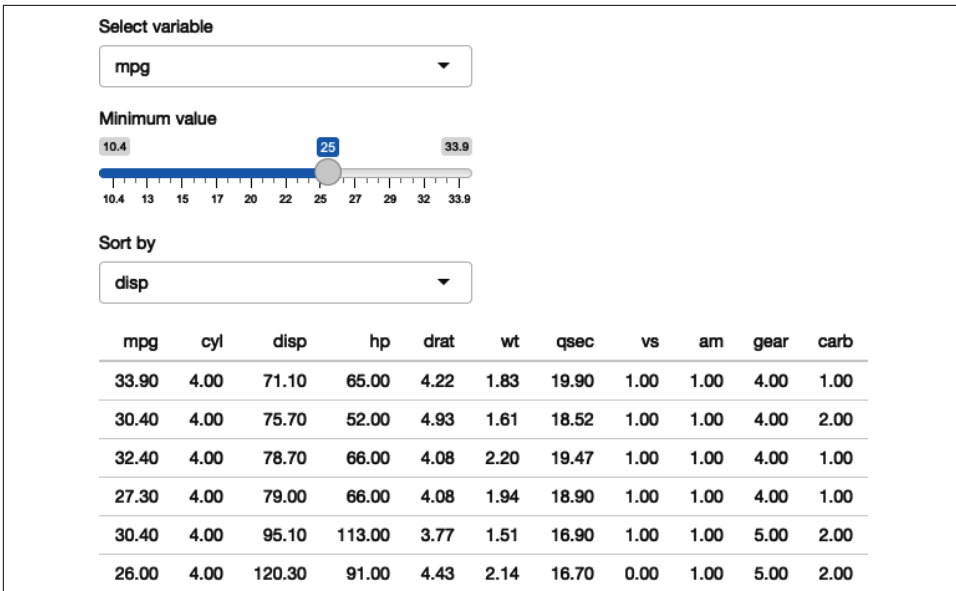 Select variable
mpg
Minimum value
10.4 25 33.9
10.4 13 15 17 20 22 25 27 29 32 33.9
Sort by
disp
mpg cyl disp hp drat wt qsec vs am gear carb
33.90 4.00 71.10 65.00 4.22 1.83 19.90 1.00 1.00 4.00 1.00
30.40 4.00 75.70 52.00 4.93 1.61 18.52 1.00 1.00 4.00 2.00
32.40 4.00 78.70 66.00 4.08 2.20 19.47 1.00 1.00 4.00 1.00
27.30 4.00 79.00 66.00 4.08 1.94 18.90 1.00 1.00 4.00 1.00
30.40 4.00 95.10 113.00 3.77 1.51 16.90 1.00 1.00 5.00 2.00
26.00 4.00 120.30 91.00 4.43 2.14 16.70 0.00 1.00 5.00 2.00